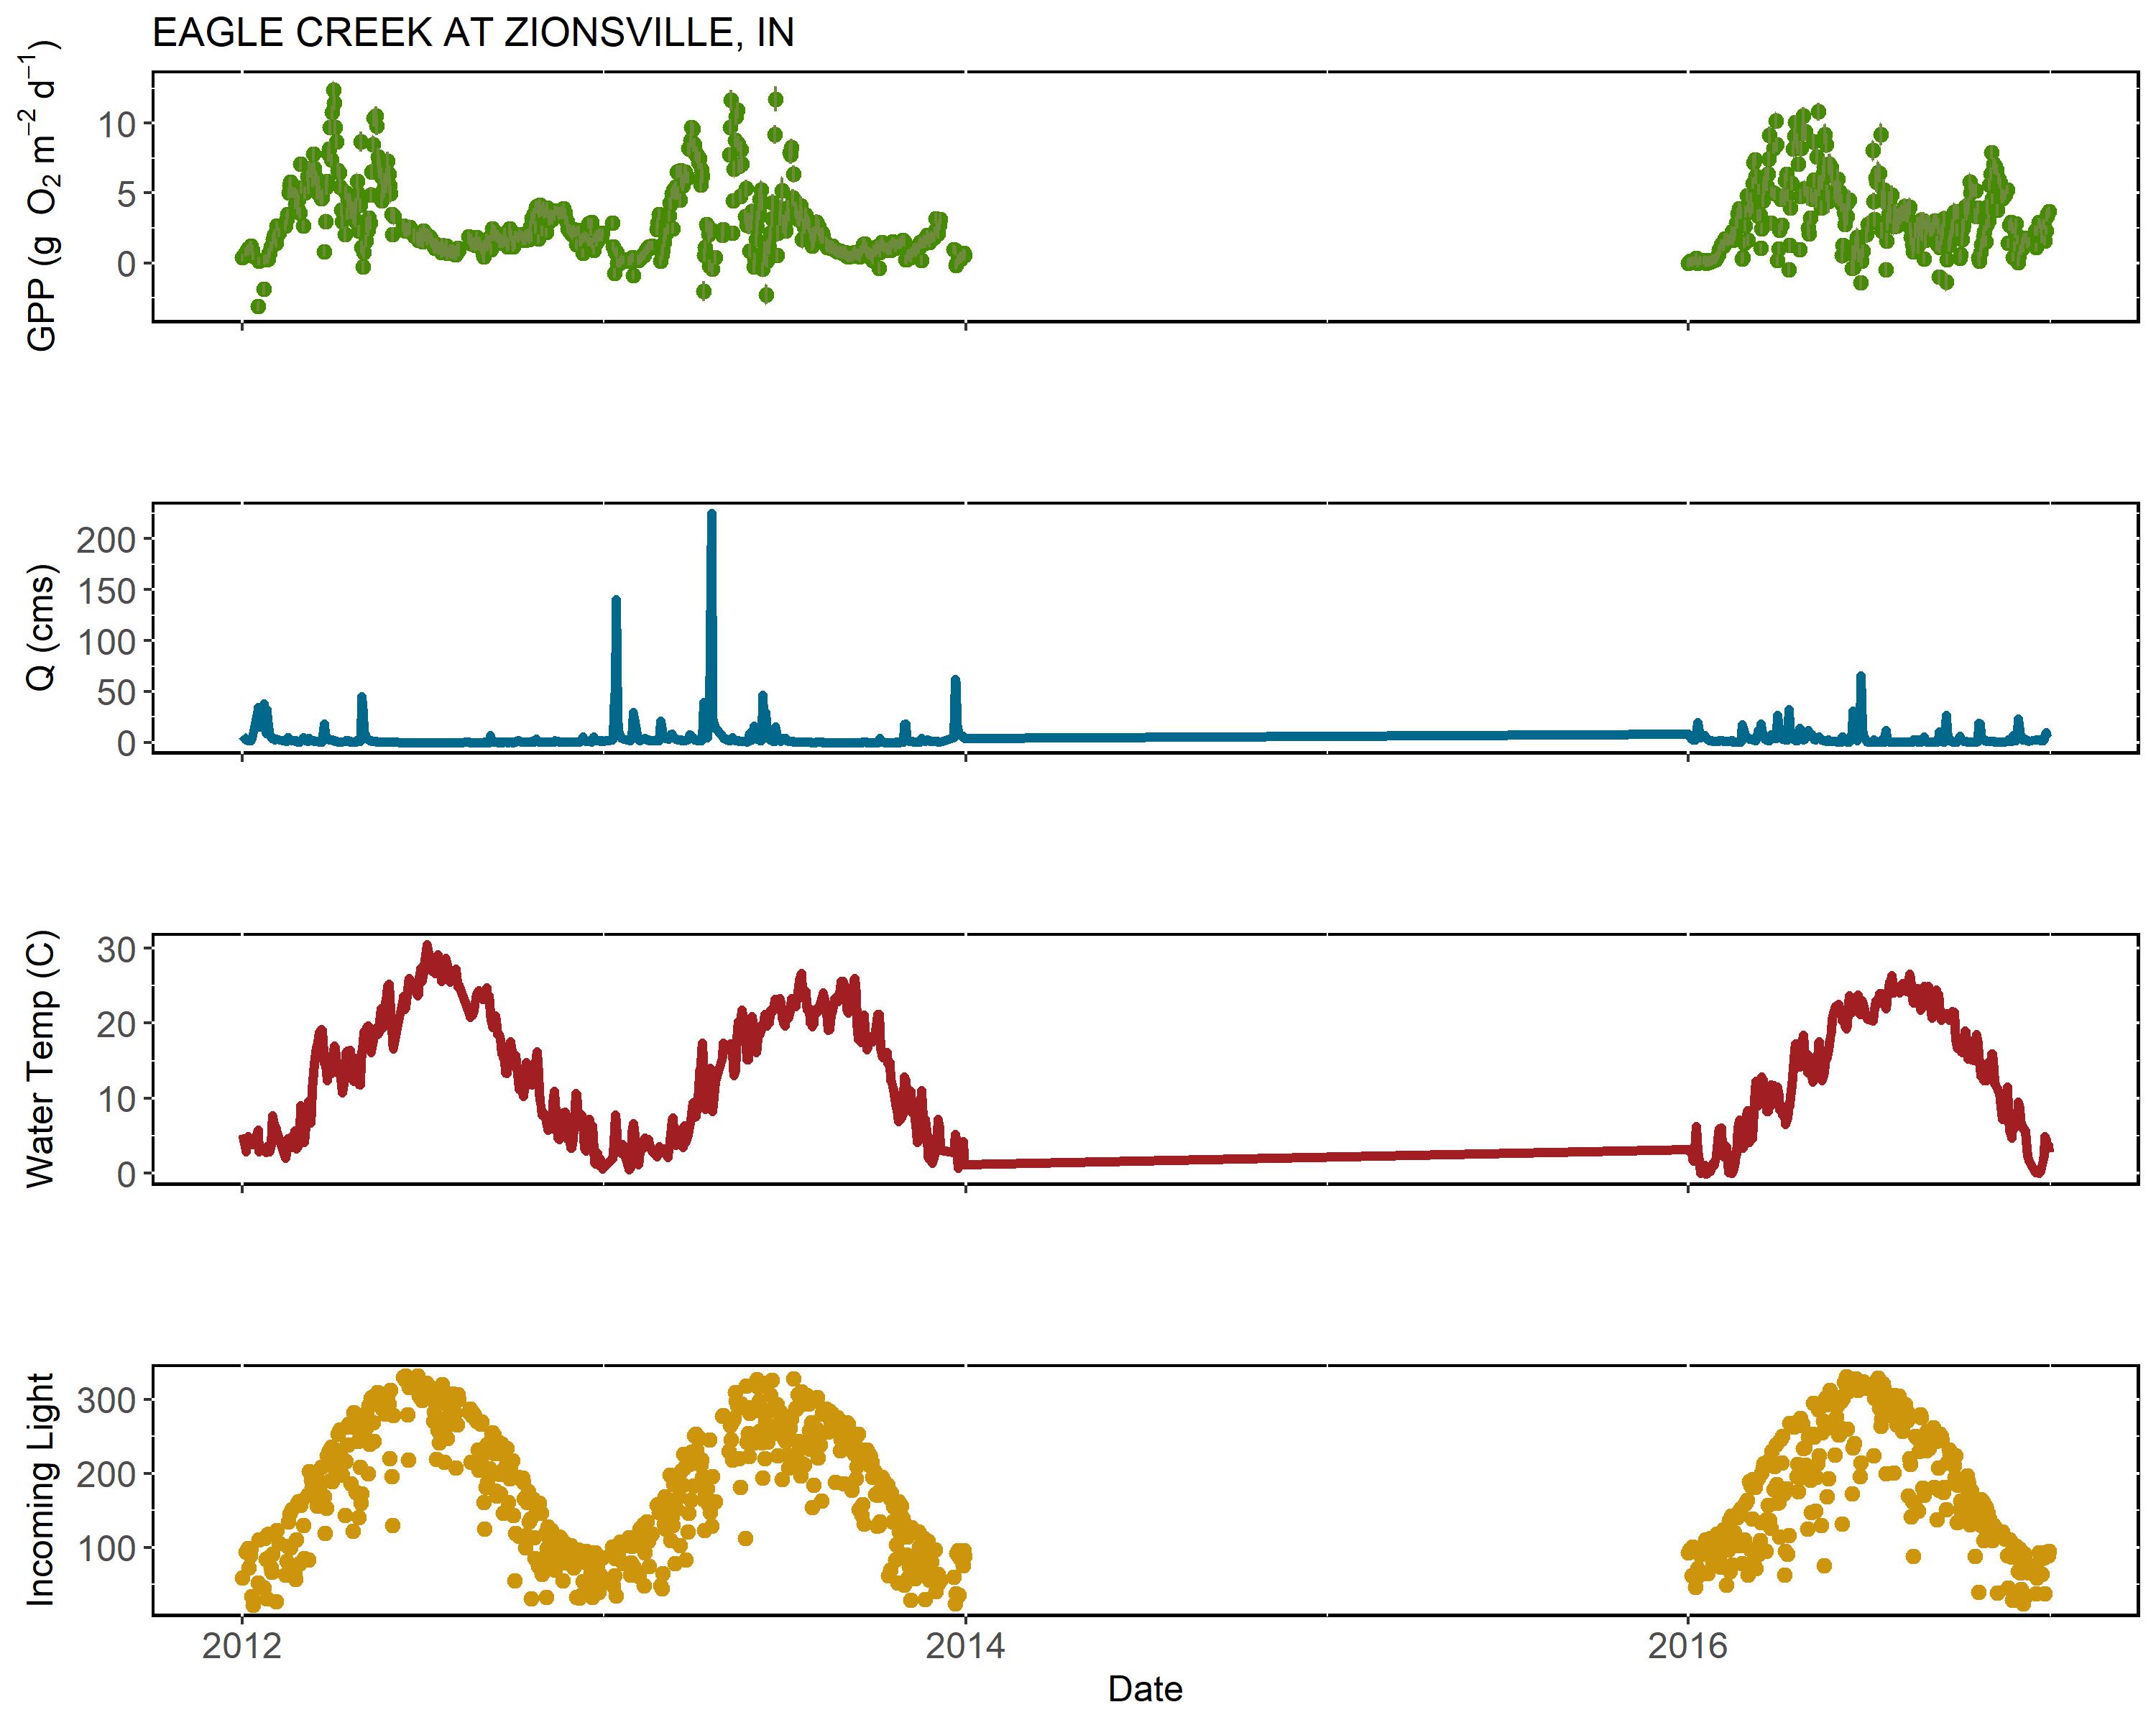 EAGLE CREEK AT ZIONSVILLE, IN
GPP (g O₂ m⁻² d⁻¹)
10
5
0
Q (cms)
200
150
100
50
0
Water Temp (C)
30
20
10
0
Incoming Light
300
200
100
2012 2014 2016
Date